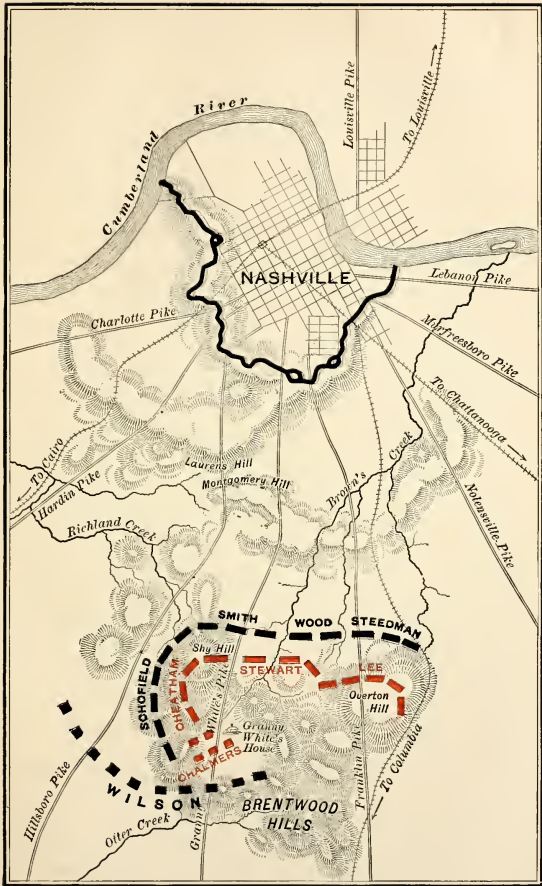 Cumberland River
Louisville Pike
To Louisville
NASHVILLE
Lebanon Pike
Charlotte Pike
Murfreesboro Pike
To Chattanooga
To Cairo
Hardin Pike
Laurens Hill
Montgomery Hill
Brown's Creek
Nolensville Pike
Richland Creek
SMITH
WOOD
STEEDMAN
SCHOFIELD
CHEATHAM
Shy Hill
STEWART
LEE
Overton Hill
Granny White's Pike
Granny White's House
CHALMERS
Franklin Pike
To Columbia
WILSON
BRENTWOOD HILLS
Hillsboro Pike
Otter Creek